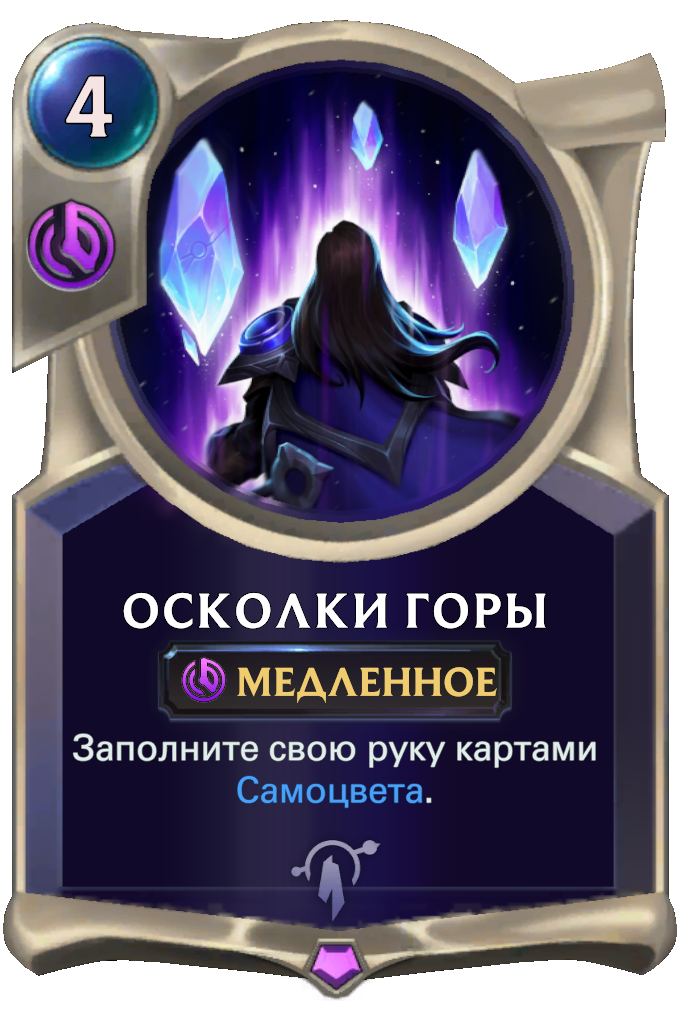 4
ОСКОЛКИ ГОРЫ
МЕДЛЕННОЕ
Заполните свою руку картами
Самоцвета.